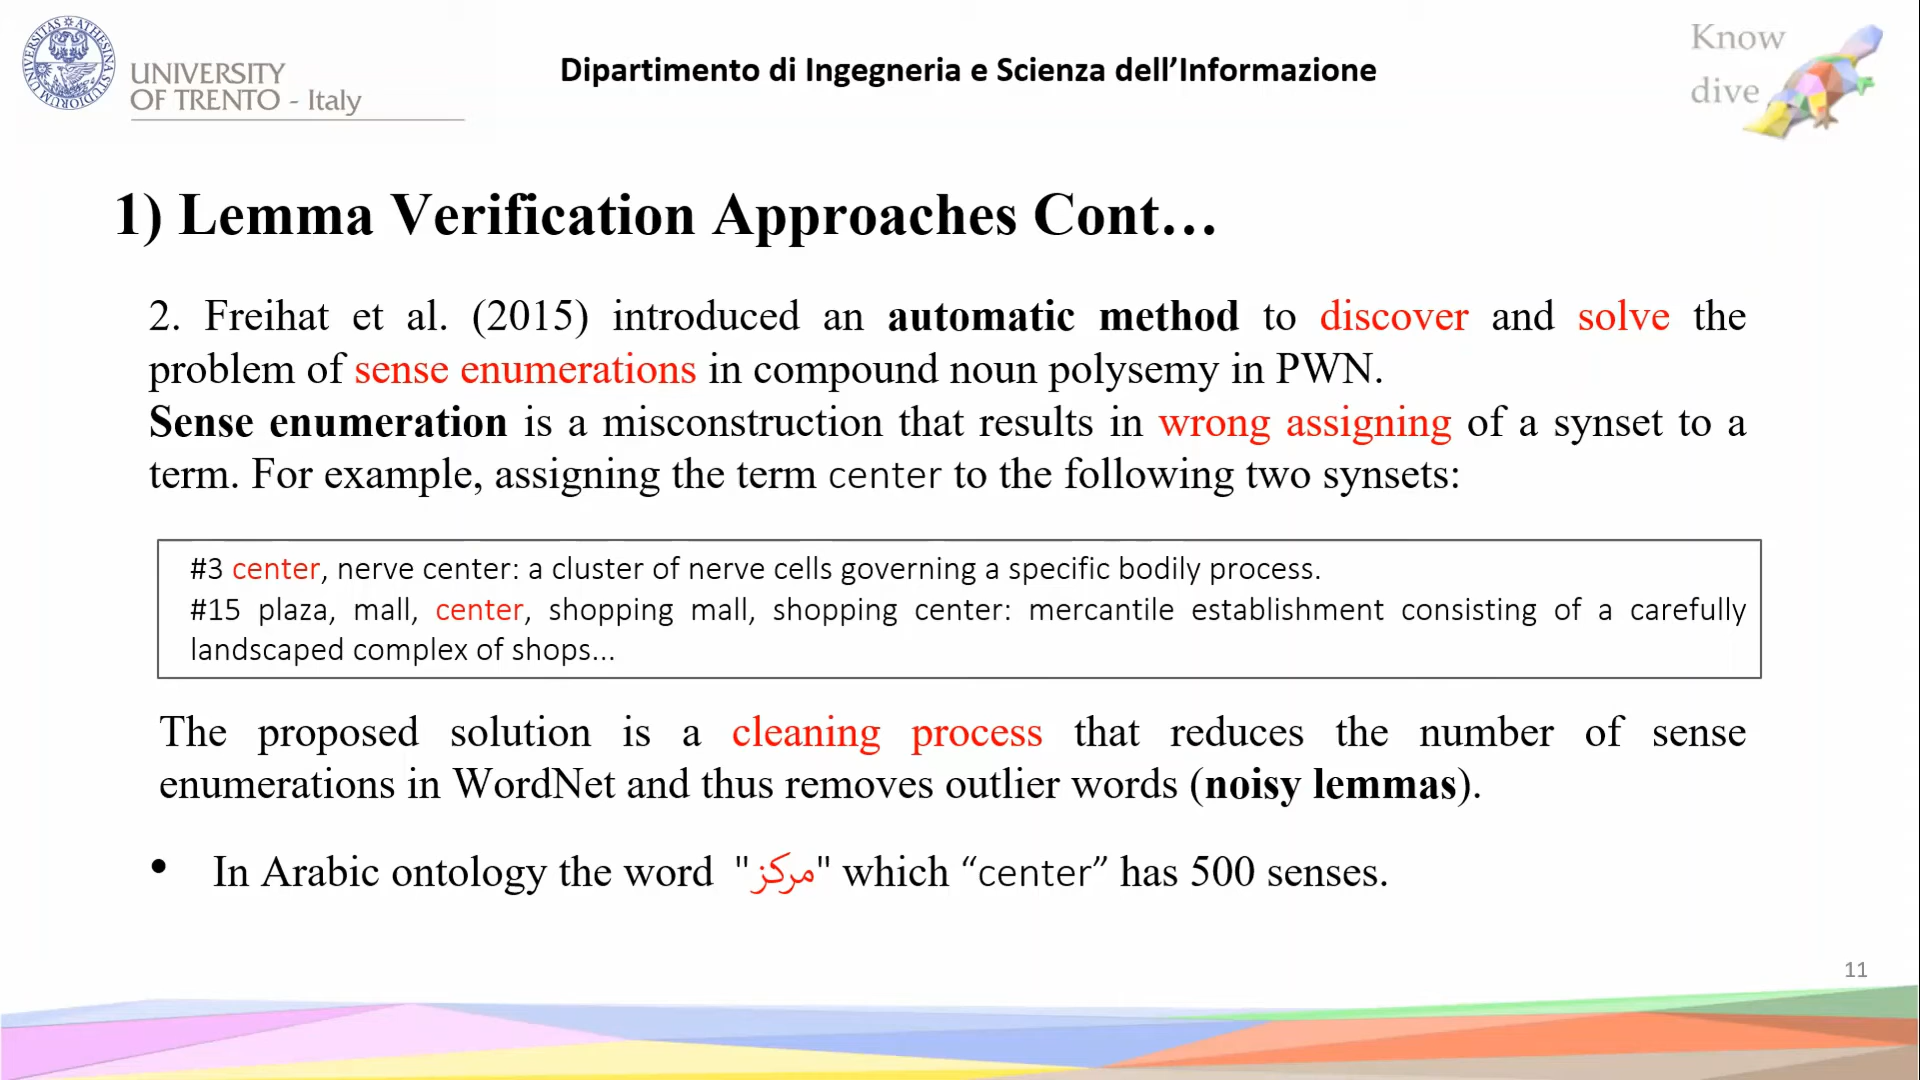 UNIVERSITY
OF TRENTO - Italy
Dipartimento di Ingegneria e Scienza dell’Informazione
Know
dive
1) Lemma Verification Approaches Cont…
2. Freihat et al. (2015) introduced an automatic method to discover and solve the
problem of sense enumerations in compound noun polysemy in PWN.
Sense enumeration is a misconstruction that results in wrong assigning of a synset to a
term. For example, assigning the term center to the following two synsets:
#3 center, nerve center: a cluster of nerve cells governing a specific bodily process.
#15 plaza, mall, center, shopping mall, shopping center: mercantile establishment consisting of a carefully
landscaped complex of shops...
The proposed solution is a cleaning process that reduces the number of sense
enumerations in WordNet and thus removes outlier words (noisy lemmas).
• In Arabic ontology the word "مركز" which “center” has 500 senses.
11